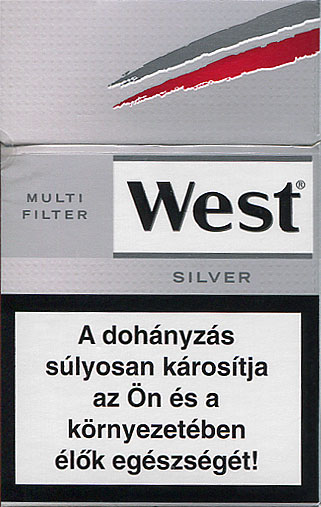 MULTI
FILTER
West®
SILVER
A dohányzás
súlyosan károsítja
az Ön és a
környezetében
élők egészségét!